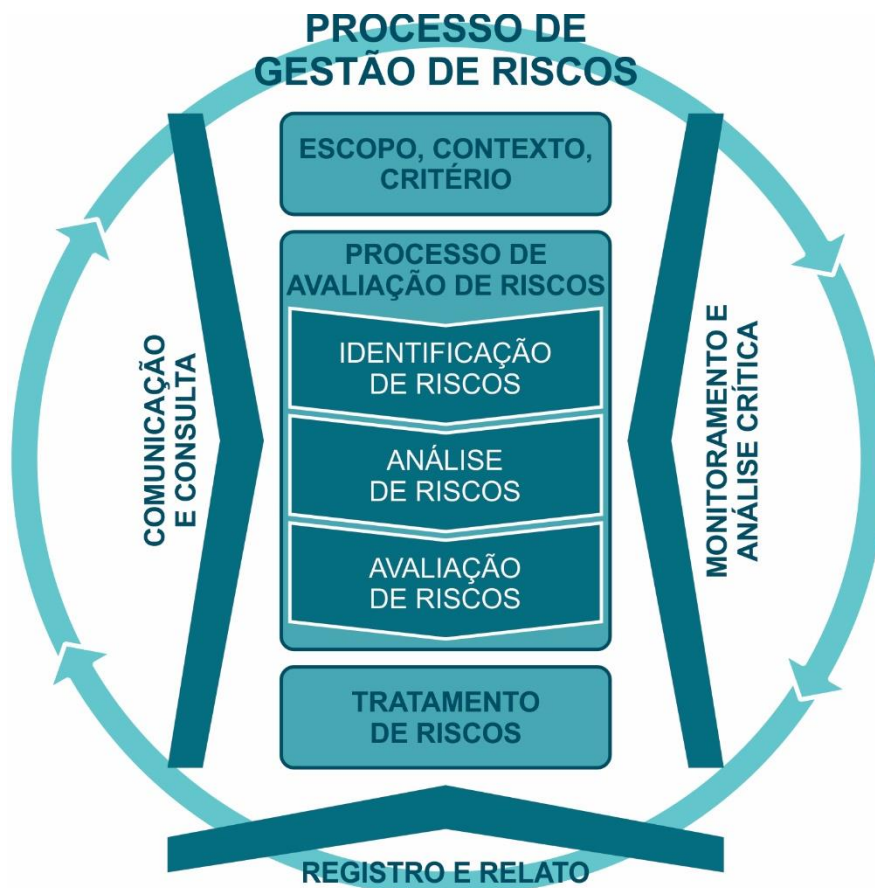 PROCESSO DE
GESTÃO DE RISCOS
ESCOPO, CONTEXTO,
CRITÉRIO
PROCESSO DE
AVALIAÇÃO DE RISCOS
IDENTIFICAÇÃO
DE RISCOS
ANÁLISE
DE RISCOS
AVALIAÇÃO
DE RISCOS
TRATAMENTO
DE RISCOS
COMUNICAÇÃO
E CONSULTA
MONITORAMENTO E
ANÁLISE CRÍTICA
REGISTRO E RELATO